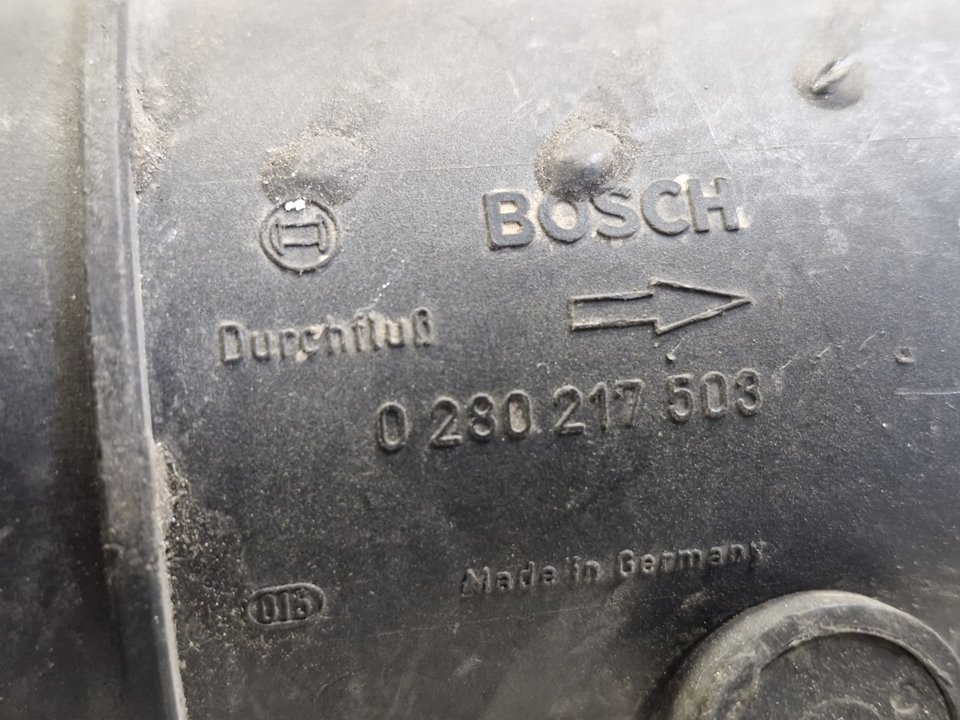 BOSCH
Durchfluß
0 280 217 503
Made in Germany
015